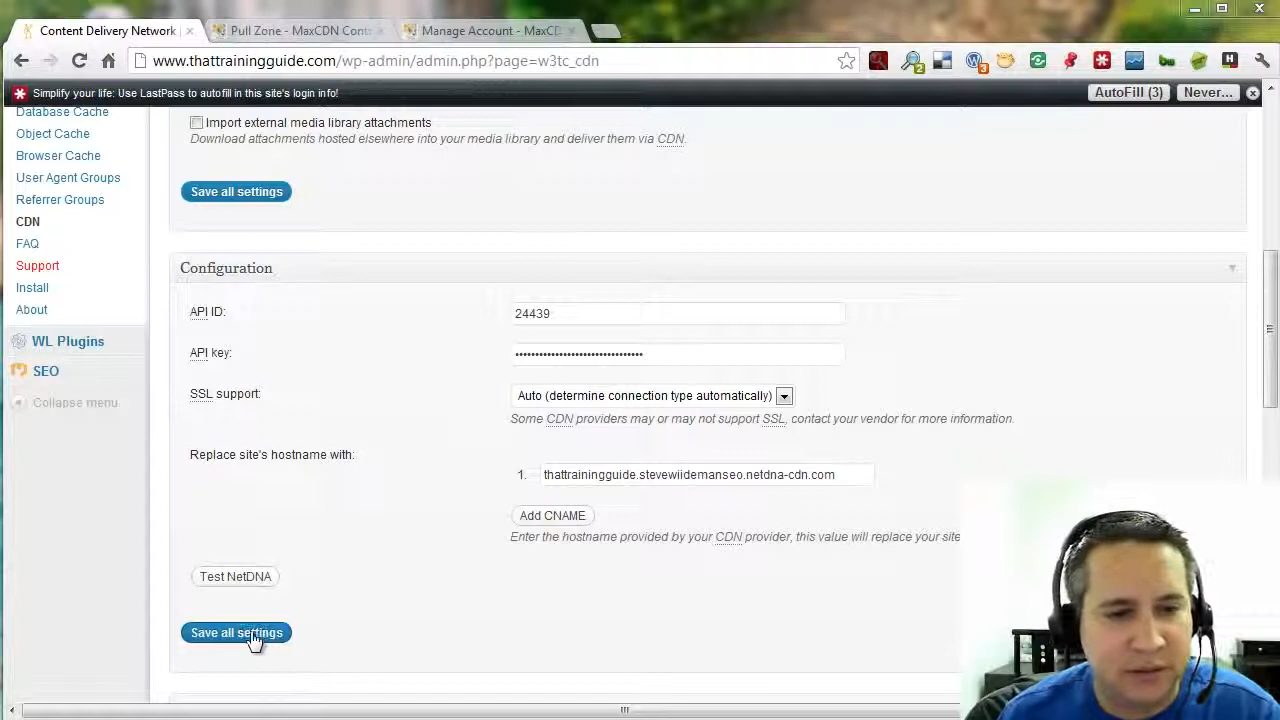 Content Delivery Network
Pull Zone - MaxCDN Contr
Manage Account - MaxCD
www.thattrainingguide.com/wp-admin/admin.php?page=w3tc_cdn
2
3
Simplify your life: Use LastPass to autofill in this site's login info!
AutoFill (3)
Never...
Database Cache
Object Cache
Browser Cache
User Agent Groups
Referrer Groups
CDN
FAQ
Support
Install
About
WL Plugins
SEO
Collapse menu
Import external media library attachments
Download attachments hosted elsewhere into your media library and deliver them via CDN.
Save all settings
Configuration
API ID:
24439
API key:
SSL support:
Auto (determine connection type automatically)
Some CDN providers may or may not support SSL, contact your vendor for more information.
Replace site's hostname with:
1. thattrainingguide.stevewiidemanseo.netdna-cdn.com
Add CNAME
Enter the hostname provided by your CDN provider, this value will replace your site
Test NetDNA
Save all settings